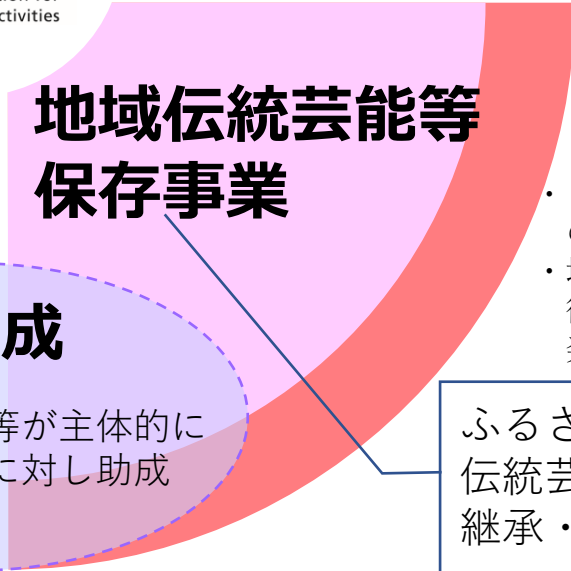 ctivities
地域伝統芸能等
保存事業
成
等が主体的に
に対し助成
ふるさ
伝統芸
継承・